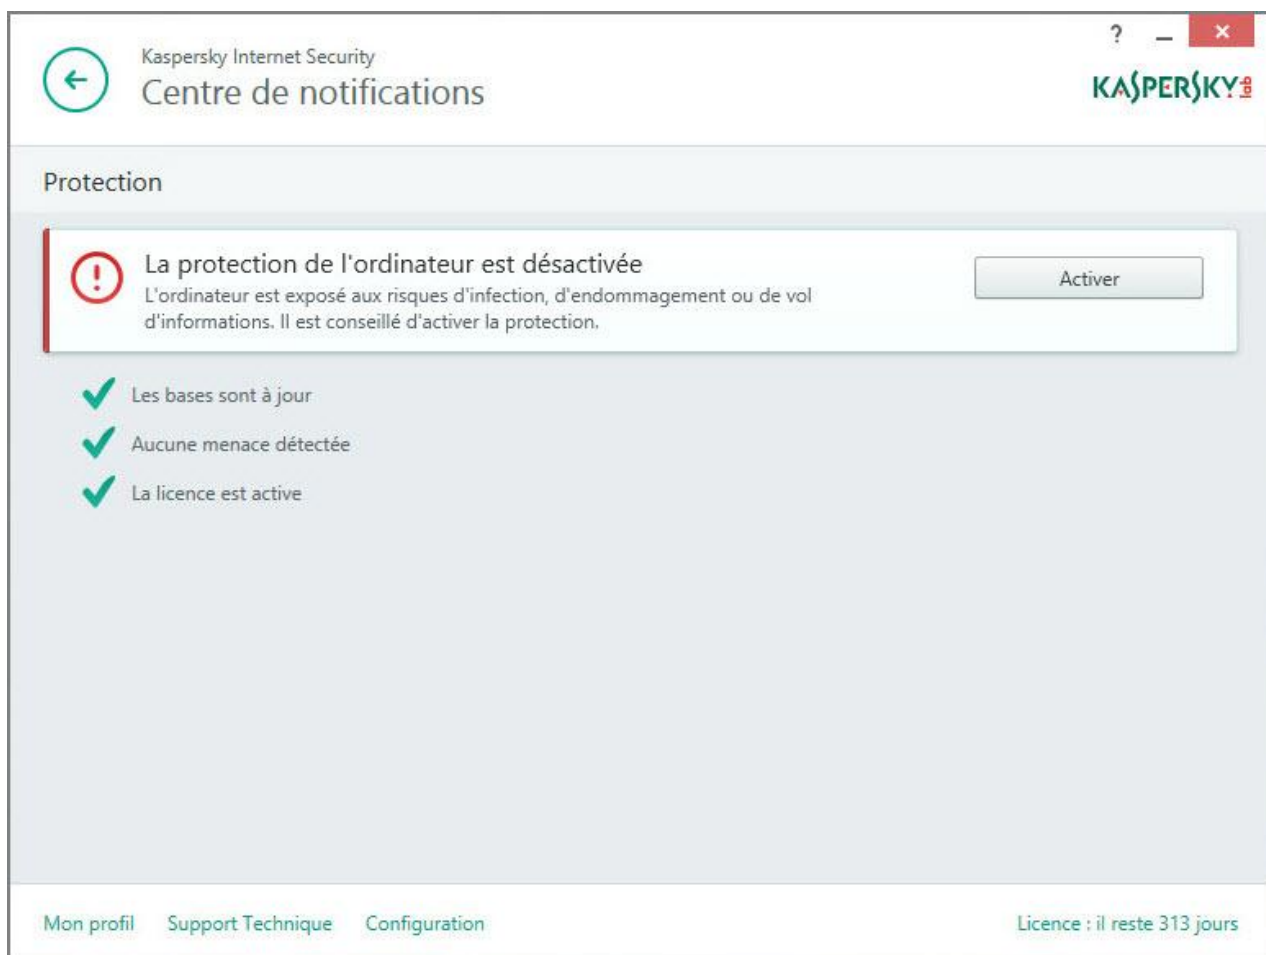 ?
Kaspersky Internet Security
Centre de notifications
KASPERSKY lab
Protection
La protection de l'ordinateur est désactivée
L'ordinateur est exposé aux risques d'infection, d'endommagement ou de vol
d'informations. Il est conseillé d'activer la protection.
Activer
Les bases sont à jour
Aucune menace détectée
La licence est active
Mon profil
Support Technique
Configuration
Licence : il reste 313 jours